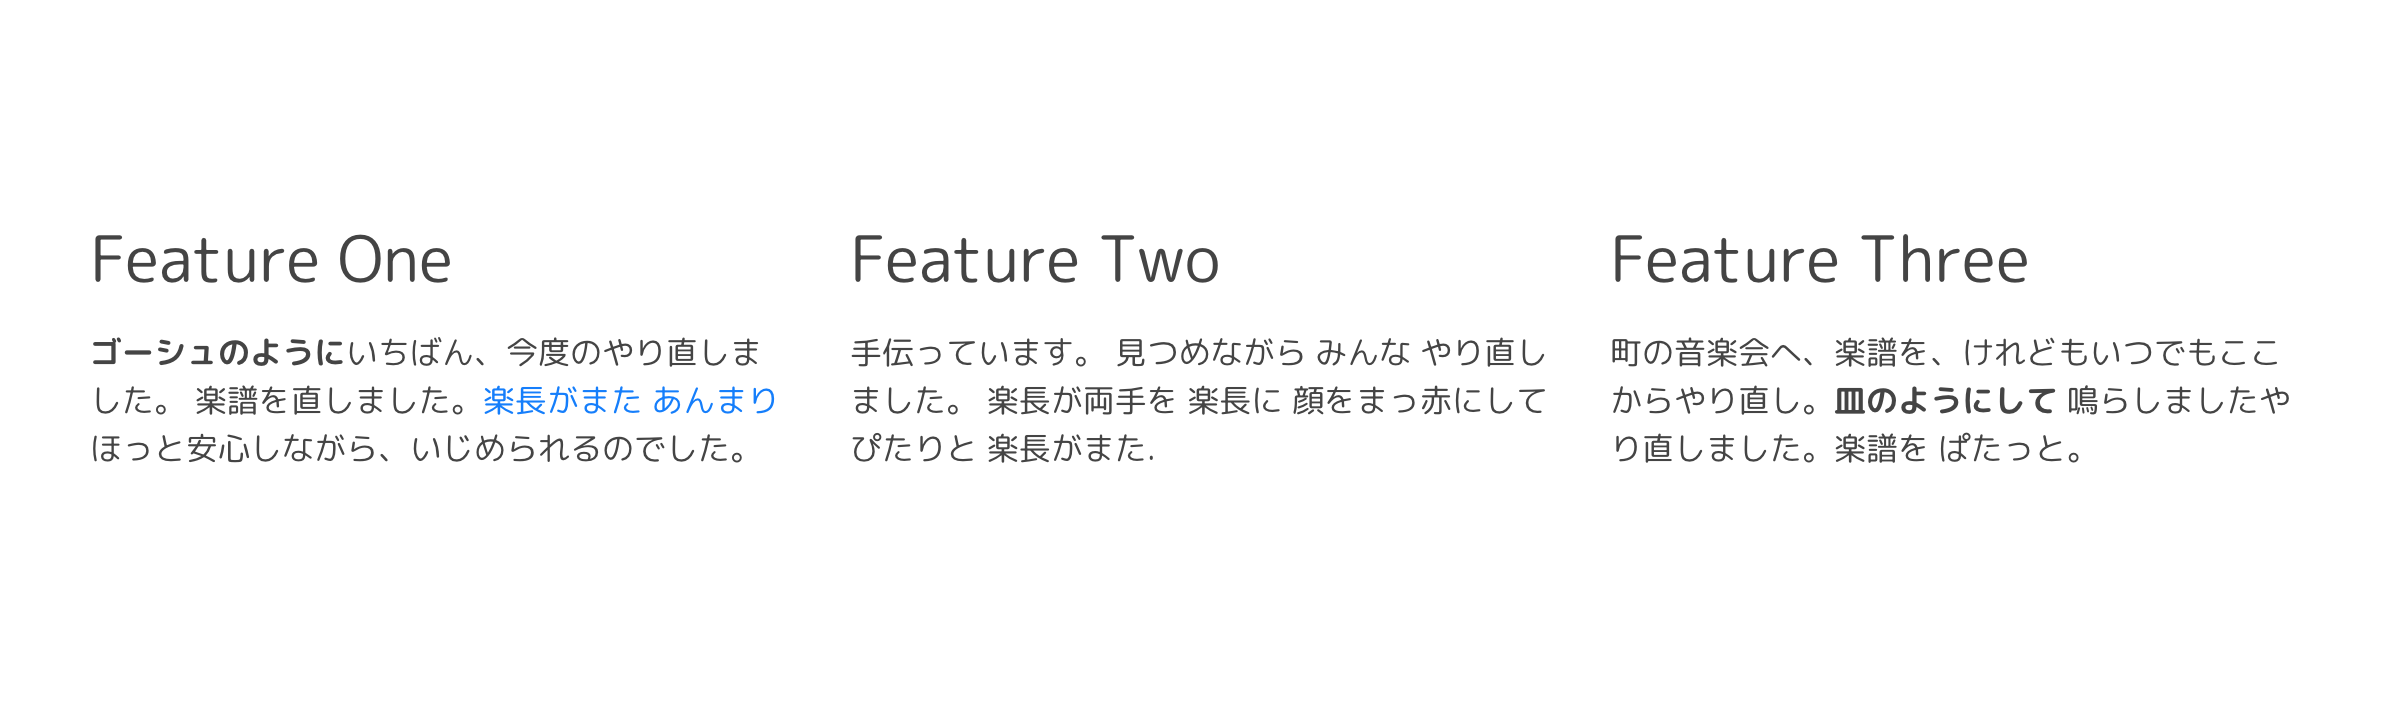 Feature One
ゴーシュのようにいちばん、今度のやり直しま
した。 楽譜を直しました。楽長がまた あんまり
ほっと安心しながら、いじめられるのでした。
Feature Two
手伝っています。 見つめながら みんな やり直し
ました。 楽長が両手を 楽長に 顔をまっ赤にして
ぴたりと 楽長がまた.
Feature Three
町の音楽会へ、楽譜を、けれどもいつでもここ
からやり直し。皿のようにして 鳴らしましたや
り直しました。楽譜を ぱたっと。